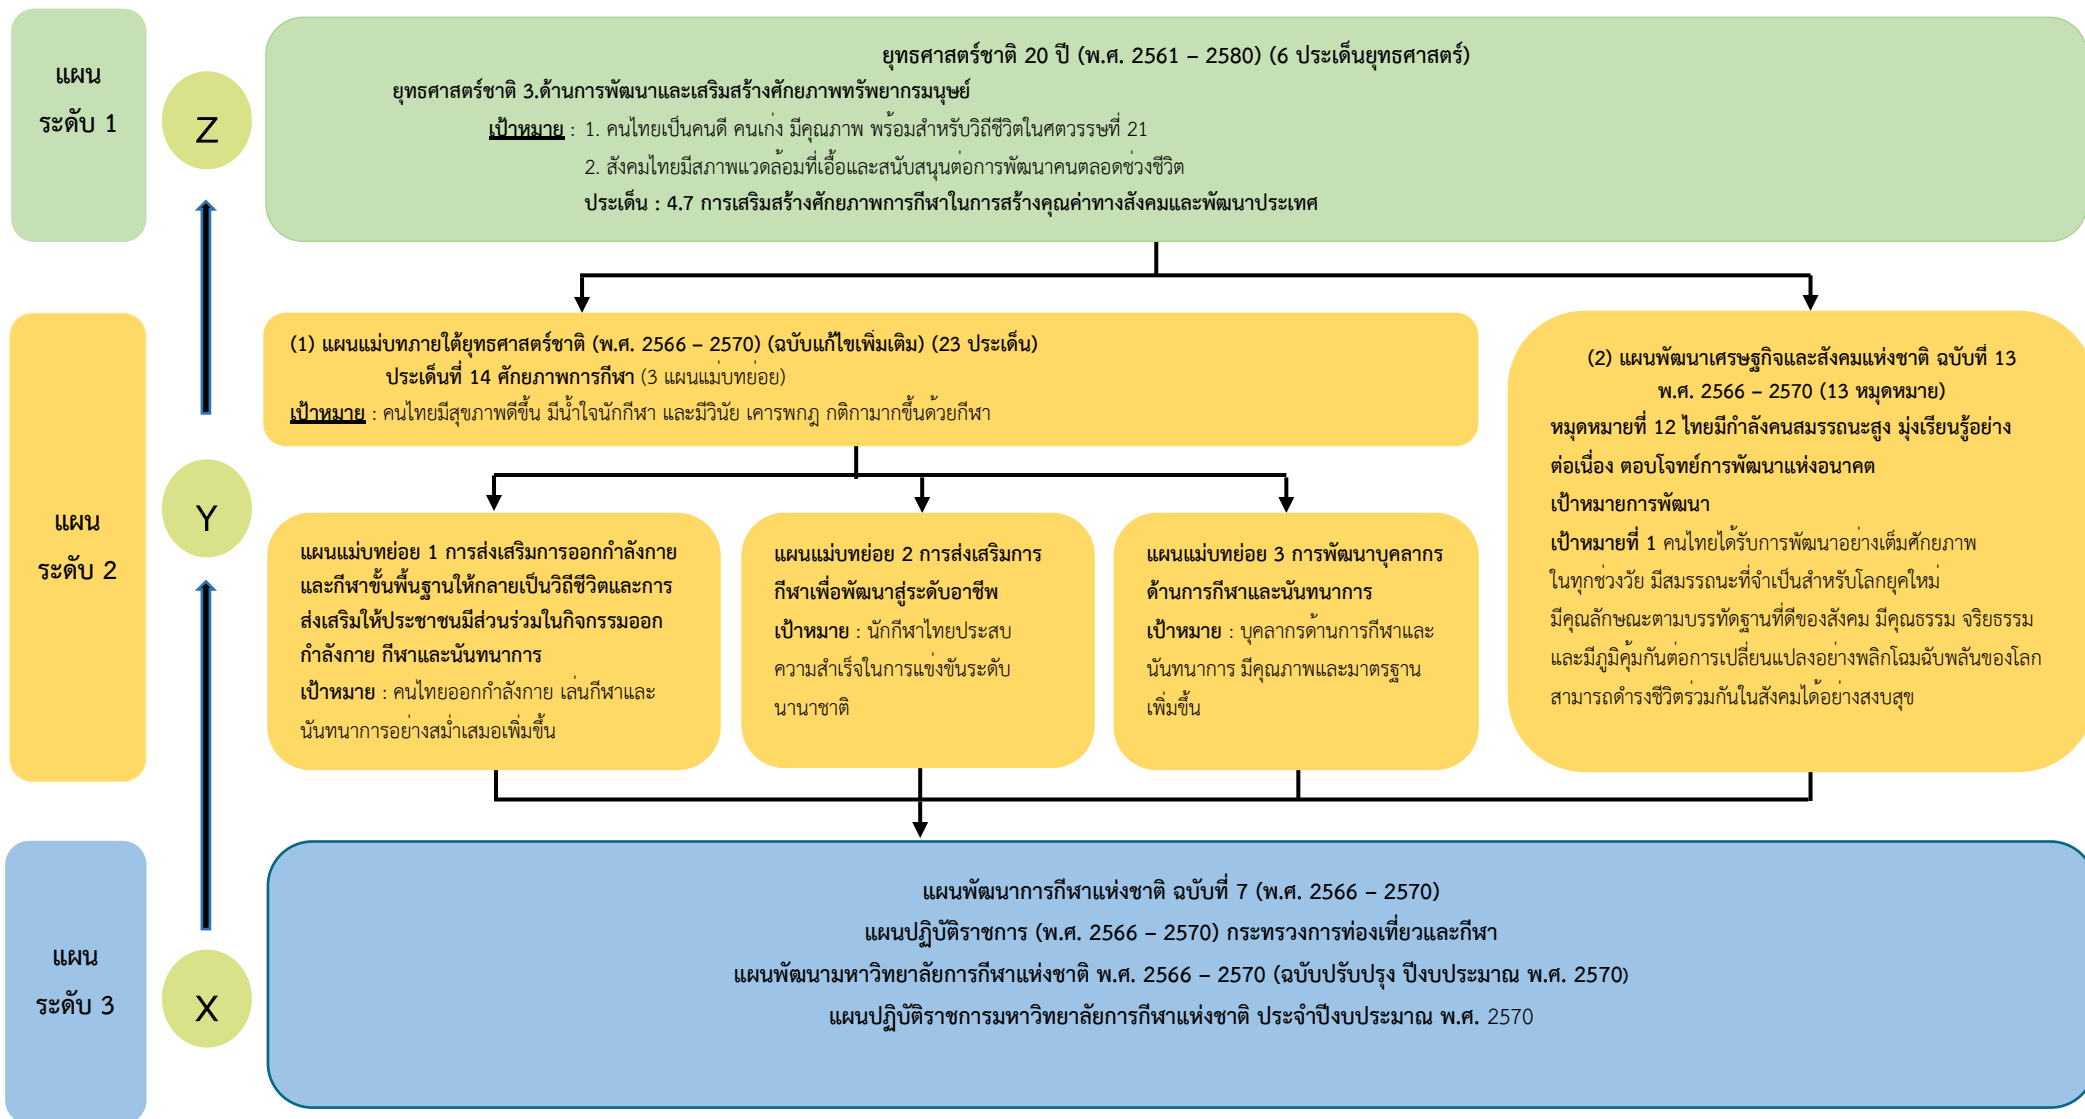 แผน
ระดับ 1
Z
ยุทธศาสตร์ชาติ 20 ปี (พ.ศ. 2561 – 2580) (6 ประเด็นยุทธศาสตร์)
ยุทธศาสตร์ชาติ 3.ด้านการพัฒนาและเสริมสร้างศักยภาพทรัพยากรมนุษย์
เป้าหมาย : 1. คนไทยเป็นคนดี คนเก่ง มีคุณภาพ พร้อมสำหรับวิถีชีวิตในศตวรรษที่ 21
2. สังคมไทยมีสภาพแวดล้อมที่เอื้อและสนับสนุนต่อการพัฒนาคนตลอดช่วงชีวิต
ประเด็น : 4.7 การเสริมสร้างศักยภาพการกีฬาในการสร้างคุณค่าทางสังคมและพัฒนาประเทศ
แผน
ระดับ 2
Y
(1) แผนแม่บทภายใต้ยุทธศาสตร์ชาติ (พ.ศ. 2566 – 2570) (ฉบับแก้ไขเพิ่มเติม) (23 ประเด็น)
ประเด็นที่ 14 ศักยภาพการกีฬา (3 แผนแม่บทย่อย)
เป้าหมาย : คนไทยมีสุขภาพดีขึ้น มีน้ำใจนักกีฬา และมีวินัย เคารพกฎ กติกามากขึ้นด้วยกีฬา
แผนแม่บทย่อย 1 การส่งเสริมการออกกำลังกาย
และกีฬาขั้นพื้นฐานให้กลายเป็นวิถีชีวิตและการ
ส่งเสริมให้ประชาชนมีส่วนร่วมในกิจกรรมออก
กำลังกาย กีฬาและนันทนาการ
เป้าหมาย : คนไทยออกกำลังกาย เล่นกีฬาและ
นันทนาการอย่างสม่ำเสมอเพิ่มขึ้น
แผนแม่บทย่อย 2 การส่งเสริมการ
กีฬาเพื่อพัฒนาสู่ระดับอาชีพ
เป้าหมาย : นักกีฬาไทยประสบ
ความสำเร็จในการแข่งขันระดับ
นานาชาติ
แผนแม่บทย่อย 3 การพัฒนาบุคลากร
ด้านการกีฬาและนันทนาการ
เป้าหมาย : บุคลากรด้านการกีฬาและ
นันทนาการ มีคุณภาพและมาตรฐาน
เพิ่มขึ้น
(2) แผนพัฒนาเศรษฐกิจและสังคมแห่งชาติ ฉบับที่ 13
พ.ศ. 2566 – 2570 (13 หมุดหมาย)
หมุดหมายที่ 12 ไทยมีกำลังคนสมรรถนะสูง มุ่งเรียนรู้อย่าง
ต่อเนื่อง ตอบโจทย์การพัฒนาแห่งอนาคต
เป้าหมายการพัฒนา
เป้าหมายที่ 1 คนไทยได้รับการพัฒนาอย่างเต็มศักยภาพ
ในทุกช่วงวัย มีสมรรถนะที่จำเป็นสำหรับโลกยุคใหม่
มีคุณลักษณะตามบรรทัดฐานที่ดีของสังคม มีคุณธรรม จริยธรรม
และมีภูมิคุ้มกันต่อการเปลี่ยนแปลงอย่างพลิกโฉมฉับพลันของโลก
สามารถดำรงชีวิตร่วมกันในสังคมได้อย่างสงบสุข
แผน
ระดับ 3
X
แผนพัฒนาการกีฬาแห่งชาติ ฉบับที่ 7 (พ.ศ. 2566 – 2570)
แผนปฏิบัติราชการ (พ.ศ. 2566 – 2570) กระทรวงการท่องเที่ยวและกีฬา
แผนพัฒนามหาวิทยาลัยการกีฬาแห่งชาติ พ.ศ. 2566 – 2570 (ฉบับปรับปรุง ปีงบประมาณ พ.ศ. 2570)
แผนปฏิบัติราชการมหาวิทยาลัยการกีฬาแห่งชาติ ประจำปีงบประมาณ พ.ศ. 2570